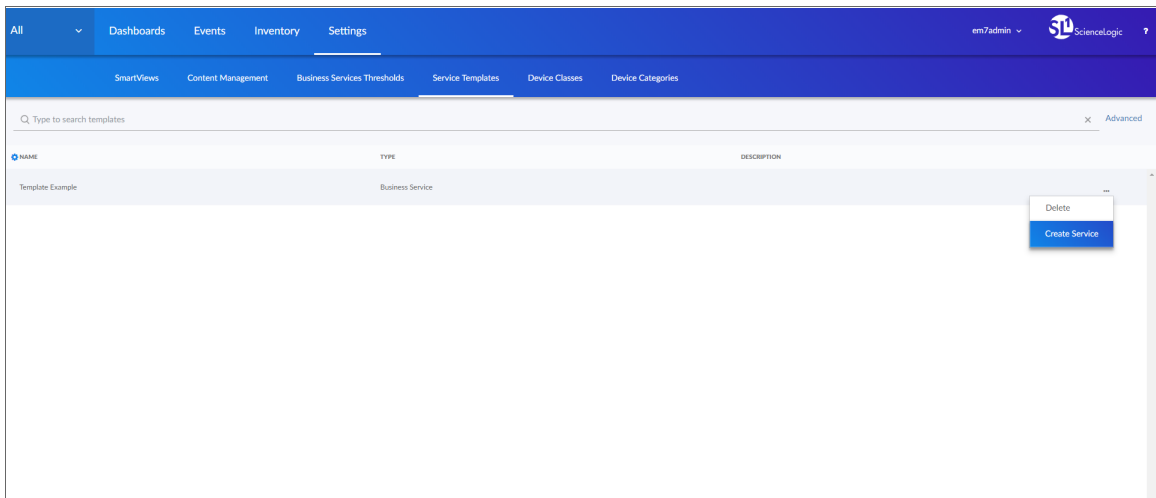 All Dashboards Events Inventory Settings em7admin SL1 ScienceLogic ?
SmartViews Content Management Business Services Thresholds Service Templates Device Classes Device Categories
Type to search templates Advanced
NAME TYPE DESCRIPTION
Template Example Business Service ...
Delete
Create Service